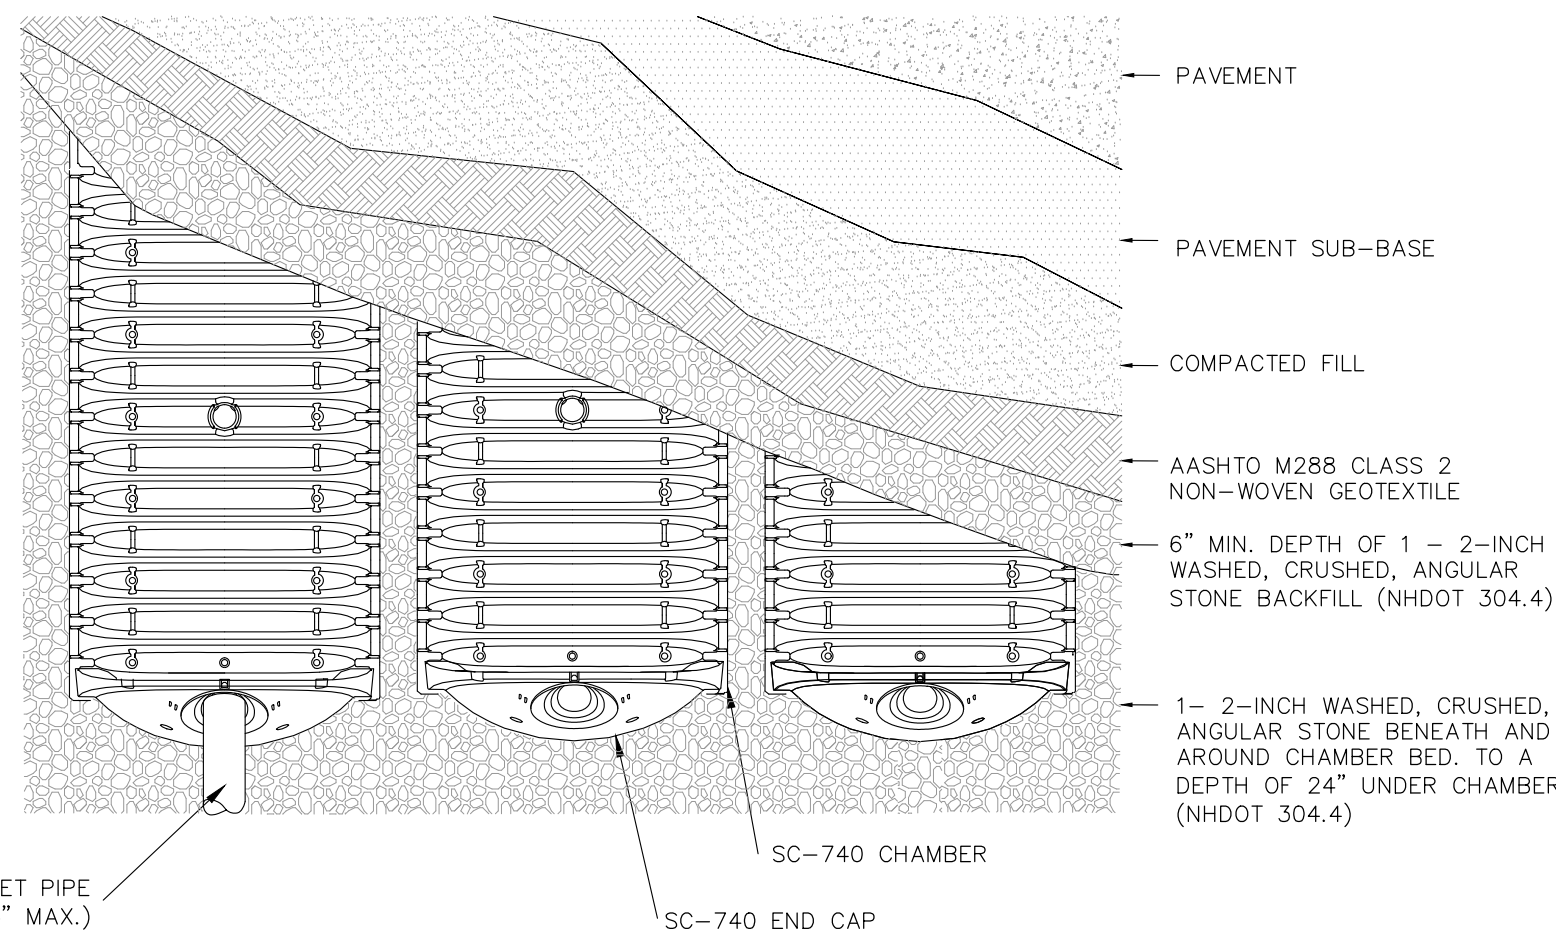 PAVEMENT
PAVEMENT SUB-BASE
COMPACTED FILL
AASHTO M288 CLASS 2
NON-WOVEN GEOTEXTILE
6" MIN. DEPTH OF 1 - 2-INCH
WASHED, CRUSHED, ANGULAR
STONE BACKFILL (NHDOT 304.4)
1- 2-INCH WASHED, CRUSHED,
ANGULAR STONE BENEATH AND
AROUND CHAMBER BED. TO A
DEPTH OF 24" UNDER CHAMBER
(NHDOT 304.4)
SC-740 CHAMBER
SC-740 END CAP
ET PIPE
" MAX.)